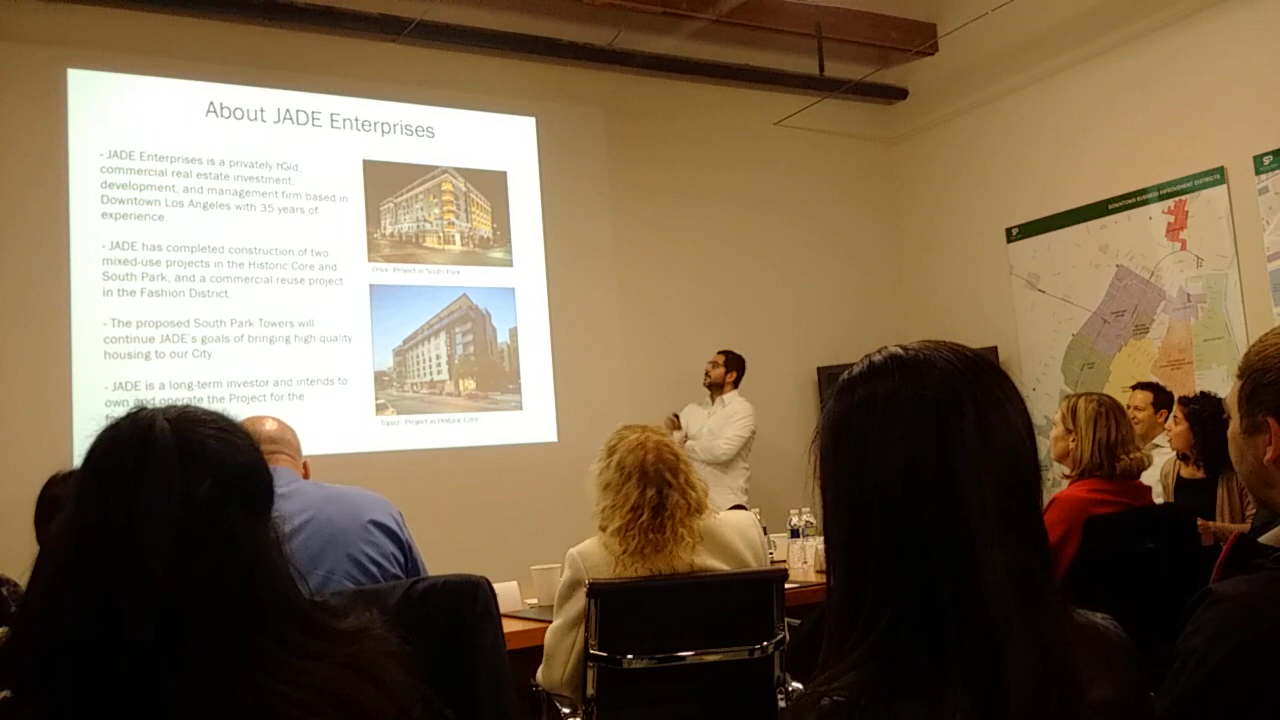 About JADE Enterprises
- JADE Enterprises is a privately held,
commercial real estate investment,
development, and management firm based in
Downtown Los Angeles with 35 years of
experience.
- JADE has completed construction of two
mixed-use projects in the Historic Core and
South Park, and a commercial reuse project
in the Fashion District.
- The proposed South Park Towers will
continue JADE's goals of bringing high quality
housing to our City.
- JADE is a long-term investor and intends to
own and operate the Project for the
Project in South Park
Project in Historic Core
DOWNTOWN BUSINESS IMPROVEMENT DISTRICTS
SP
SP